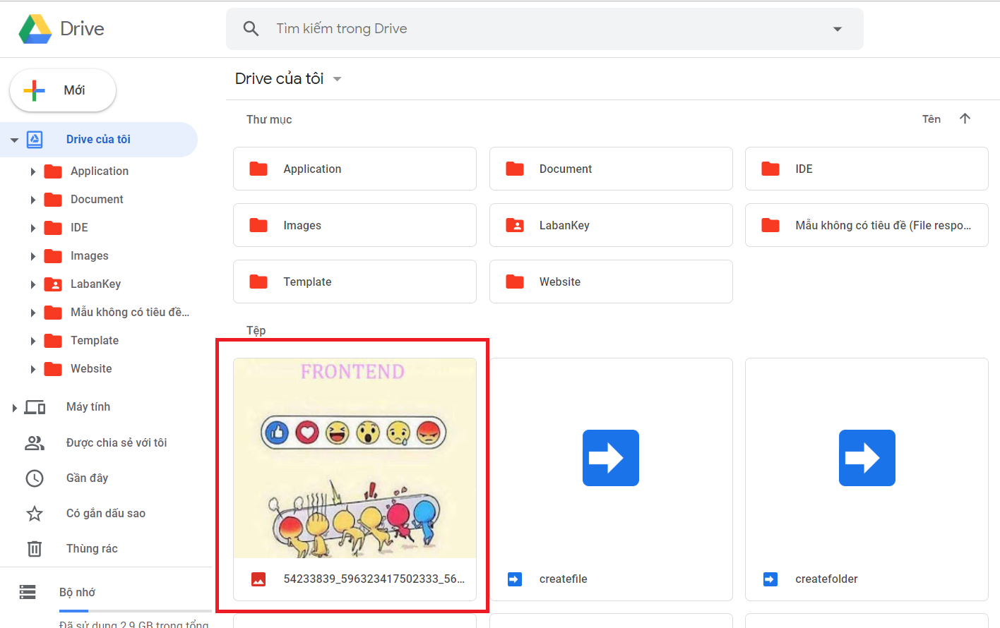 Drive
Tìm kiếm trong Drive
Mới
Drive của tôi
Application
Document
IDE
Images
LabanKey
Mẫu không có tiêu đề...
Template
Website
Máy tính
Được chia sẻ với tôi
Gần đây
Có gắn dấu sao
Thùng rác
Bộ nhớ
Đã sử dụng 2,9 GB trong tổng
Drive của tôi
Thư mục
Tên
Application
Document
IDE
Images
LabanKey
Mẫu không có tiêu đề (File respo...
Template
Website
Tệp
FRONTEND
54233839_596323417502333_56...
createfile
createfolder